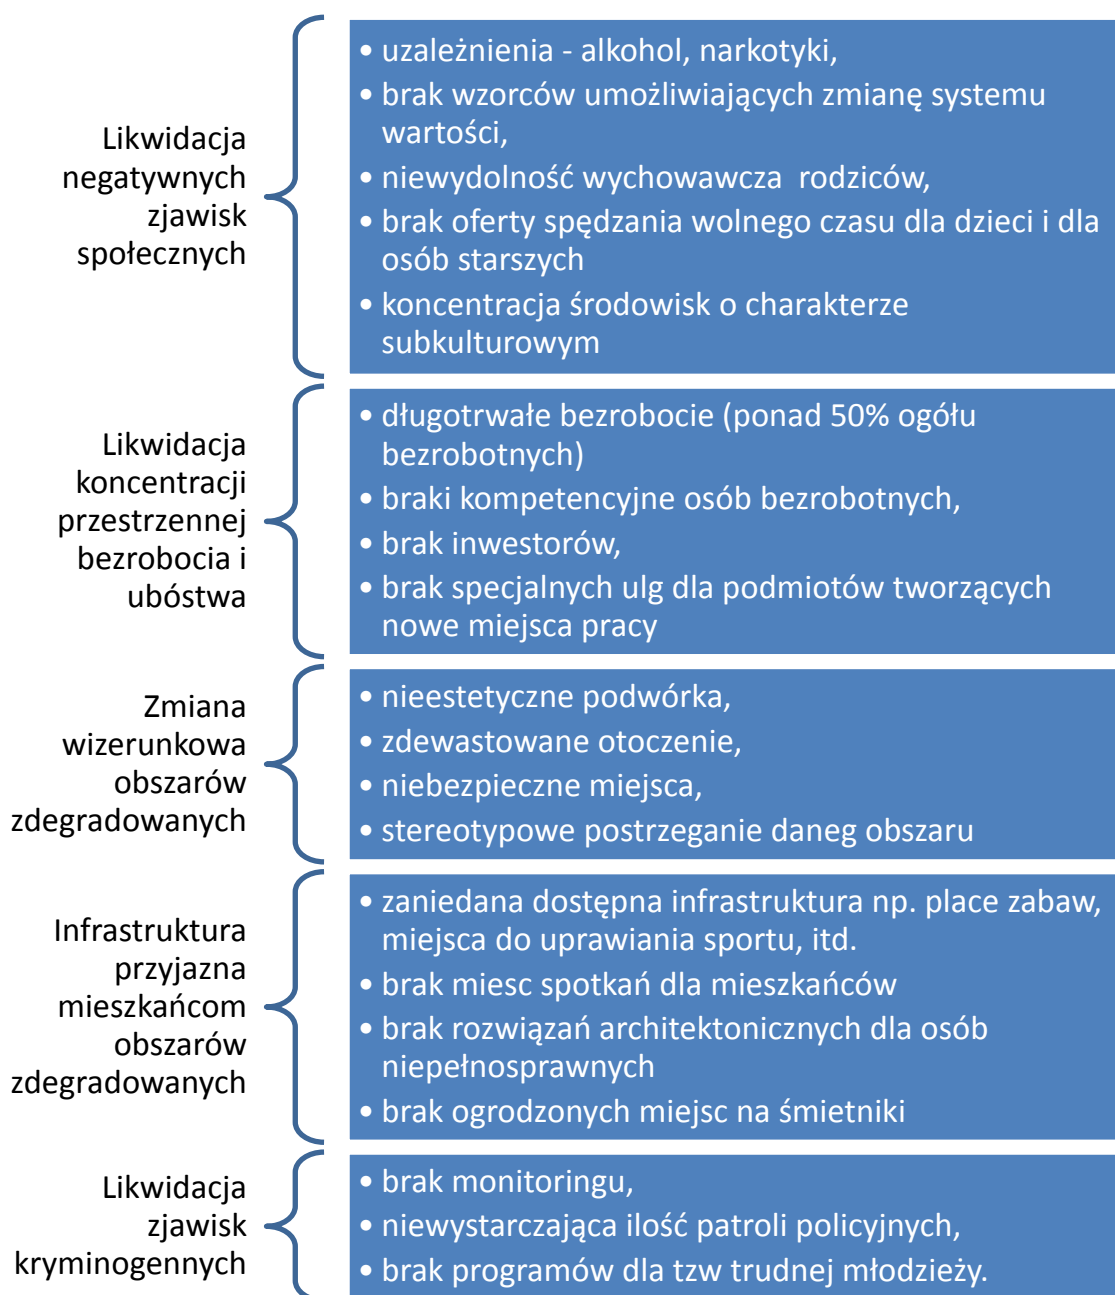 Likwidacja
negatywnych
zjawisk
społecznych
• uzależnienia - alkohol, narkotyki,
• brak wzorców umożliwiających zmianę systemu
wartości,
• niewydolność wychowawcza  rodziców,
• brak oferty spędzania wolnego czasu dla dzieci i dla
osób starszych
• koncentracja środowisk o charakterze
subkulturowym
Likwidacja
koncentracji
przestrzennej
bezrobocia i
ubóstwa
• długotrwałe bezrobocie (ponad 50% ogółu
bezrobotnych)
• braki kompetencyjne osób bezrobotnych,
• brak inwestorów,
• brak specjalnych ulg dla podmiotów tworzących
nowe miejsca pracy
Zmiana
wizerunkowa
obszarów
zdegradowanych
• nieestetyczne podwórka,
• zdewastowane otoczenie,
• niebezpieczne miejsca,
• stereotypowe postrzeganie daneg obszaru
Infrastruktura
przyjazna
mieszkańcom
obszarów
zdegradowanych
• zaniedana dostępna infrastruktura np. place zabaw,
miejsca do uprawiania sportu, itd.
• brak miesc spotkań dla mieszkańców
• brak rozwiązań architektonicznych dla osób
niepełnosprawnych
• brak ogrodzonych miejsc na śmietniki
Likwidacja
zjawisk
kryminogennych
• brak monitoringu,
• niewystarczająca ilość patroli policyjnych,
• brak programów dla tzw trudnej młodzieży.